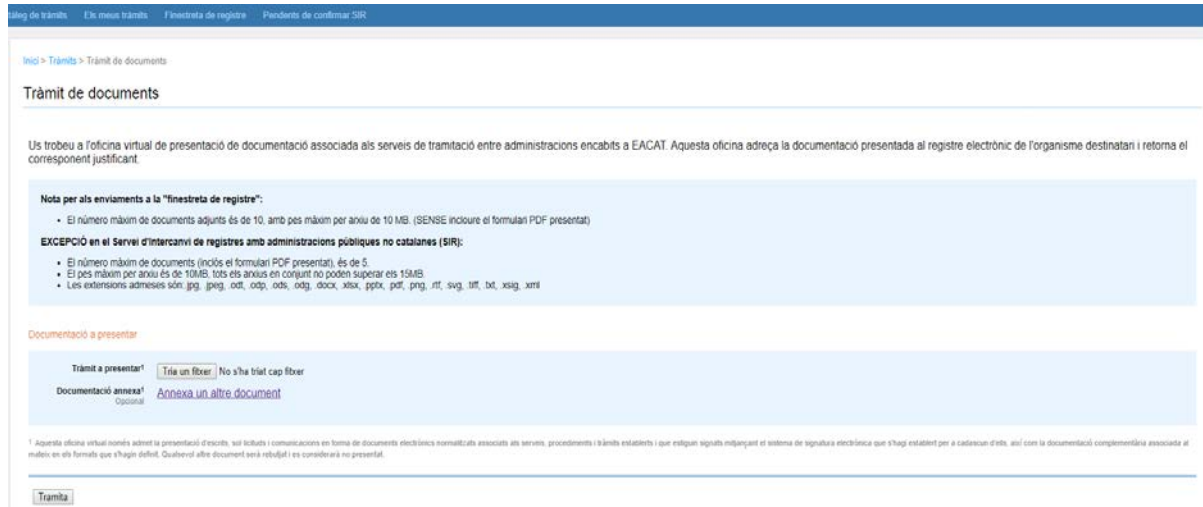 tàleg de tràmits Els meus tràmits Finestreta de registre Pendents de confirmar SIR
Inici > Tràmits > Tràmit de documents
Tràmit de documents
Us trobeu a l'oficina virtual de presentació de documentació associada als serveis de tramitació entre administracions encabits a EACAT. Aquesta oficina adreça la documentació presentada al registre electrònic de l'organisme destinatari i retorna el
corresponent justificant.
Nota per als enviaments a la "finestreta de registre":
• El número màxim de documents adjunts és de 10, amb pes màxim per arxiu de 10 MB. (SENSE incloure el formulari PDF presentat)
EXCEPCIÓ en el Servei d'Intercanvi de registres amb administracions públiques no catalanes (SIR):
• El número màxim de documents (inclòs el formulari PDF presentat), és de 5.
• El pes màxim per arxiu és de 10MB, tots els arxius en conjunt no poden superar els 15MB.
• Les extensions admeses són: .jpg, .jpeg, .odt, .odp, .ods, .odg, .docx, .xlsx, .pptx, .pdf, .png, .rtf, .svg, .tiff, .txt, .xsig, .xml
Documentació a presentar
Tràmit a presentar¹ Tria un fitxer No s'ha triat cap fitxer
Documentació annexa¹ Annexa un altre document
Opcional
¹ Aquesta oficina virtual només admet la presentació d'escrits, sol·licituds i comunicacions en forma de documents electrònics normalitzats associats als serveis, procediments i tràmits establerts i que estiguin signats mitjançant el sistema de signatura electrònica que s'hagi establert per a cadascun d'ells, així com la documentació complementària associada al
mateix en els formats que s'hagin definit. Qualsevol altre document serà rebutjat i es considerarà no presentat.
Tramita